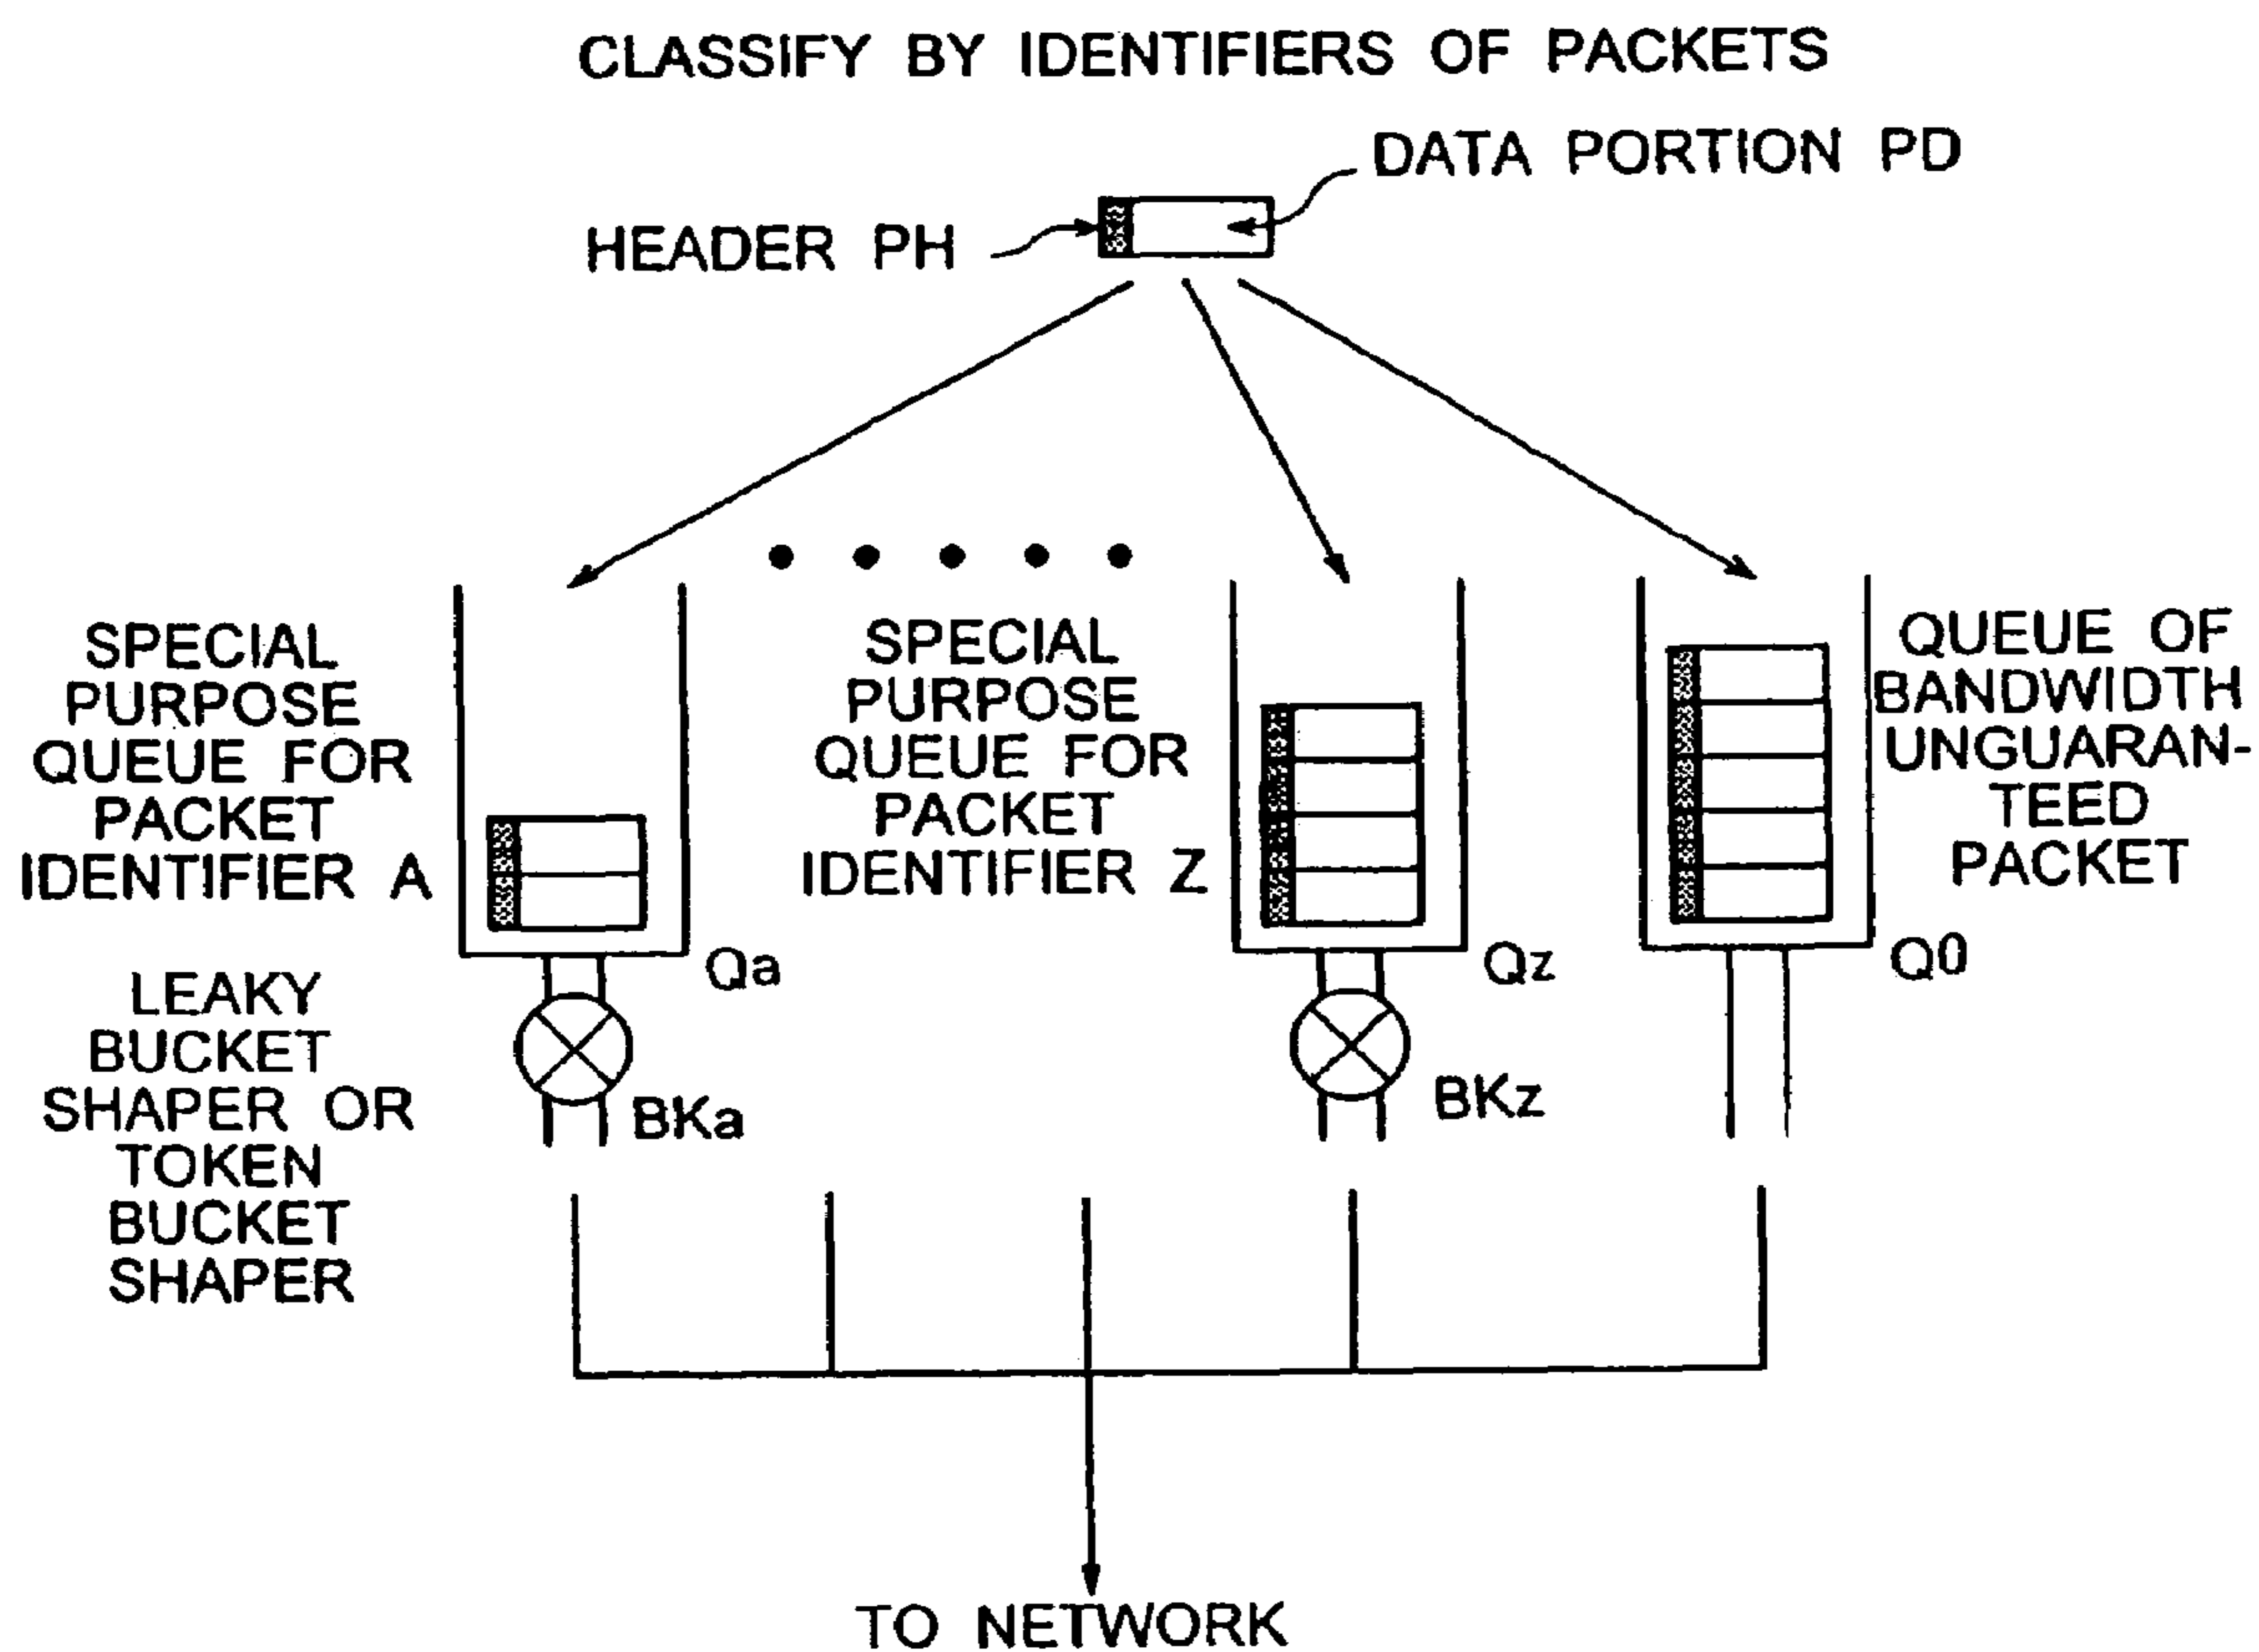 CLASSIFY BY IDENTIFIERS OF PACKETS
DATA PORTION PD
HEADER PH
SPECIAL
PURPOSE
QUEUE FOR
PACKET
IDENTIFIER A
SPECIAL
PURPOSE
QUEUE FOR
PACKET
IDENTIFIER Z
QUEUE OF
BANDWIDTH
UNGUARAN-
TEED
PACKET
Qa
Qz
Q0
LEAKY
BUCKET
SHAPER OR
TOKEN
BUCKET
SHAPER
BKa
BKz
TO NETWORK